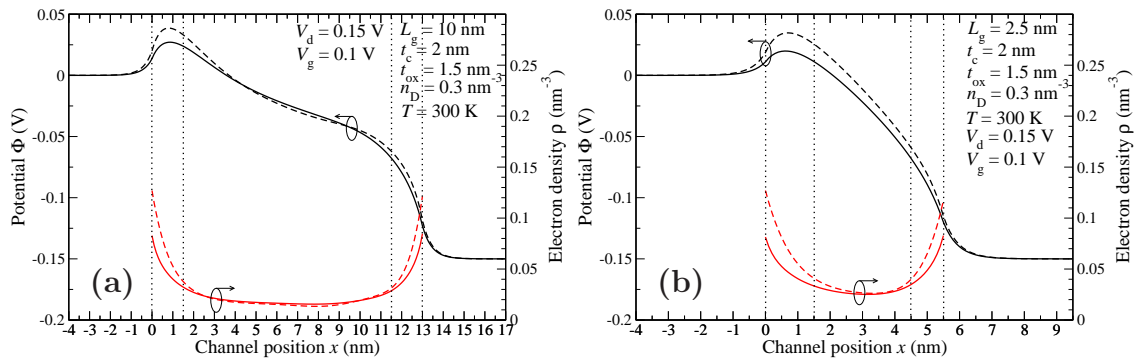 0.05
0
-0.05
-0.1
-0.15
-0.2
Potential Φ (V)
V_d = 0.15 V
V_g = 0.1 V
L_g = 10 nm
t_c = 2 nm
t_ox = 1.5 nm
n_D = 0.3 nm^-3
T = 300 K
0.25
0.2
0.15
0.1
0.05
0
Electron density ρ (nm^-3)
(a)
-4 -3 -2 -1 0 1 2 3 4 5 6 7 8 9 10 11 12 13 14 15 16 17
Channel position x (nm)
0.05
0
-0.05
-0.1
-0.15
-0.2
Potential Φ (V)
L_g = 2.5 nm
t_c = 2 nm
t_ox = 1.5 nm
n_D = 0.3 nm^-3
T = 300 K
V_d = 0.15 V
V_g = 0.1 V
0.25
0.2
0.15
0.1
0.05
0
Electron density ρ (nm^-3)
(b)
-4 -3 -2 -1 0 1 2 3 4 5 6 7 8 9
Channel position x (nm)